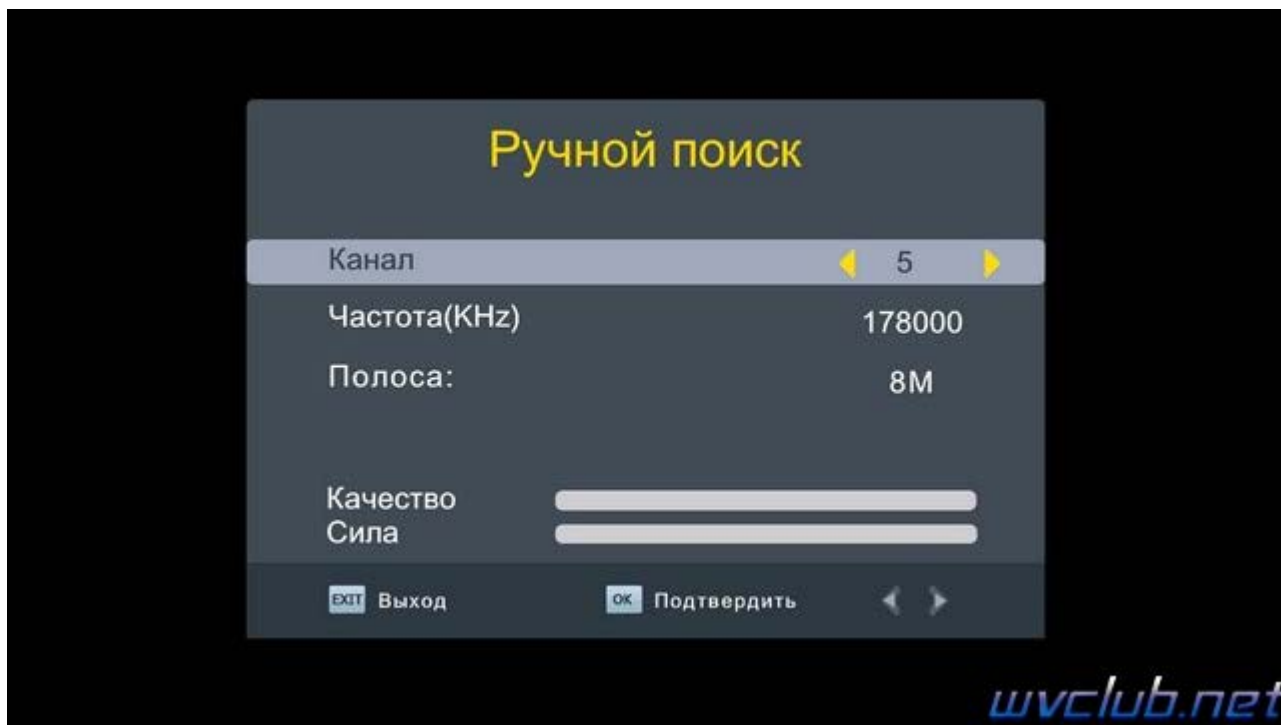 Ручной поиск
Канал 5
Частота(KHz) 178000
Полоса: 8M
Качество
Сила
EXIT Выход OK Подтвердить
wvclub.net